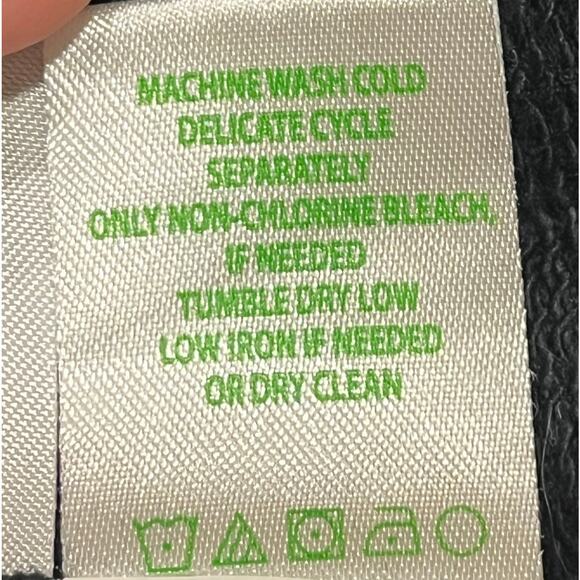 MACHINE WASH COLD
DELICATE CYCLE
SEPARATELY
ONLY NON-CHLORINE BLEACH,
IF NEEDED
TUMBLE DRY LOW
LOW IRON IF NEEDED
OR DRY CLEAN